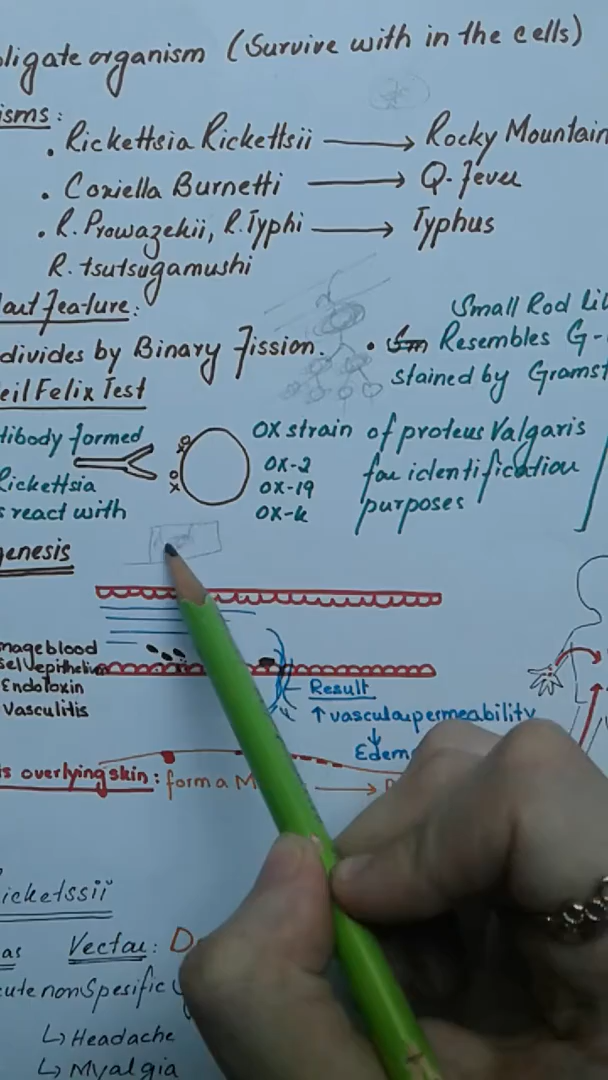 bligate organism (Survive with in the cells)
isms:
. Rickettsia Rickettsii → Rocky Mountain
. Coxiella Burnetti → Q-Fever
. R. Prowazekii, R. Typhi → Typhus
R. tsutsugamushi
tant feature:
Small Rod Li
divides by Binary Fission. • Resembles G-
stained by Gramst
eil Felix Test
tibody formed
OX strain of proteus Valgaris
Rickettsia
OX-2 for identification
OX-19
s react with
OX-k purposes
genesis
mageblood
sel epithelium
Endotoxin
Vasculitis
Result
↑ vascular permeability
↓
Edem
is overlying skin: form a M →
icketssii
as Vector: D
cute non Spesific
↳ Headache
↳ Myalgia